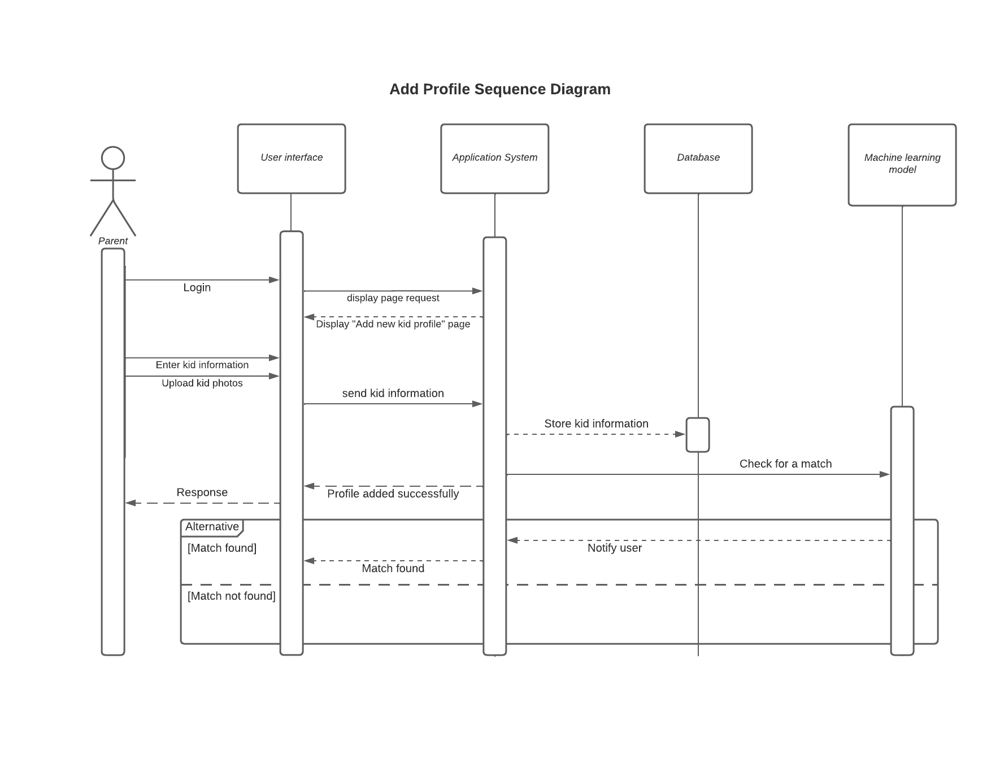 Add Profile Sequence Diagram
User interface
Application System
Database
Machine learning
model
Parent
Login
display page request
Display "Add new kid profile" page
Enter kid information
Upload kid photos
send kid information
Store kid information
Check for a match
Profile added successfully
Response
Alternative
[Match found]
Notify user
Match found
[Match not found]